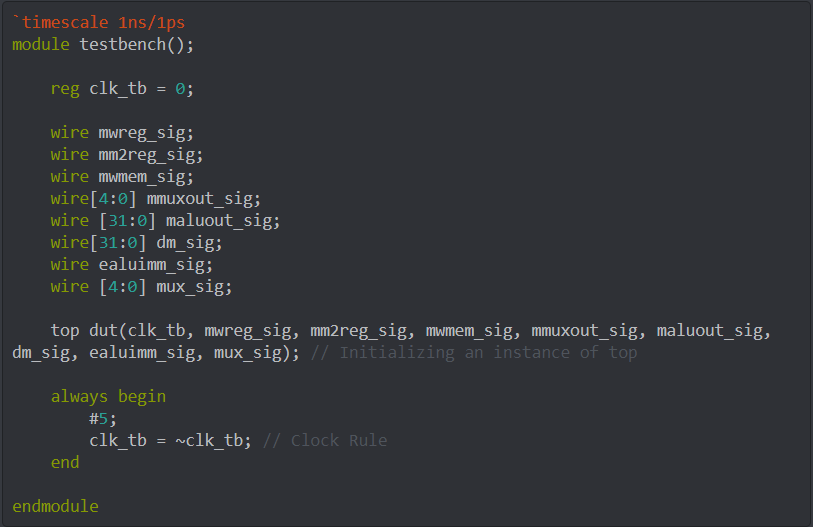 `timescale 1ns/1ps
module testbench();
reg clk_tb = 0;
wire mwreg_sig;
wire mm2reg_sig;
wire mwmem_sig;
wire[4:0] mmuxout_sig;
wire [31:0] maluout_sig;
wire[31:0] dm_sig;
wire ealuimm_sig;
wire [4:0] mux_sig;
top dut(clk_tb, mwreg_sig, mm2reg_sig, mwmem_sig, mmuxout_sig, maluout_sig,
dm_sig, ealuimm_sig, mux_sig); // Initializing an instance of top
always begin
#5;
clk_tb = ~clk_tb; // Clock Rule
end
endmodule